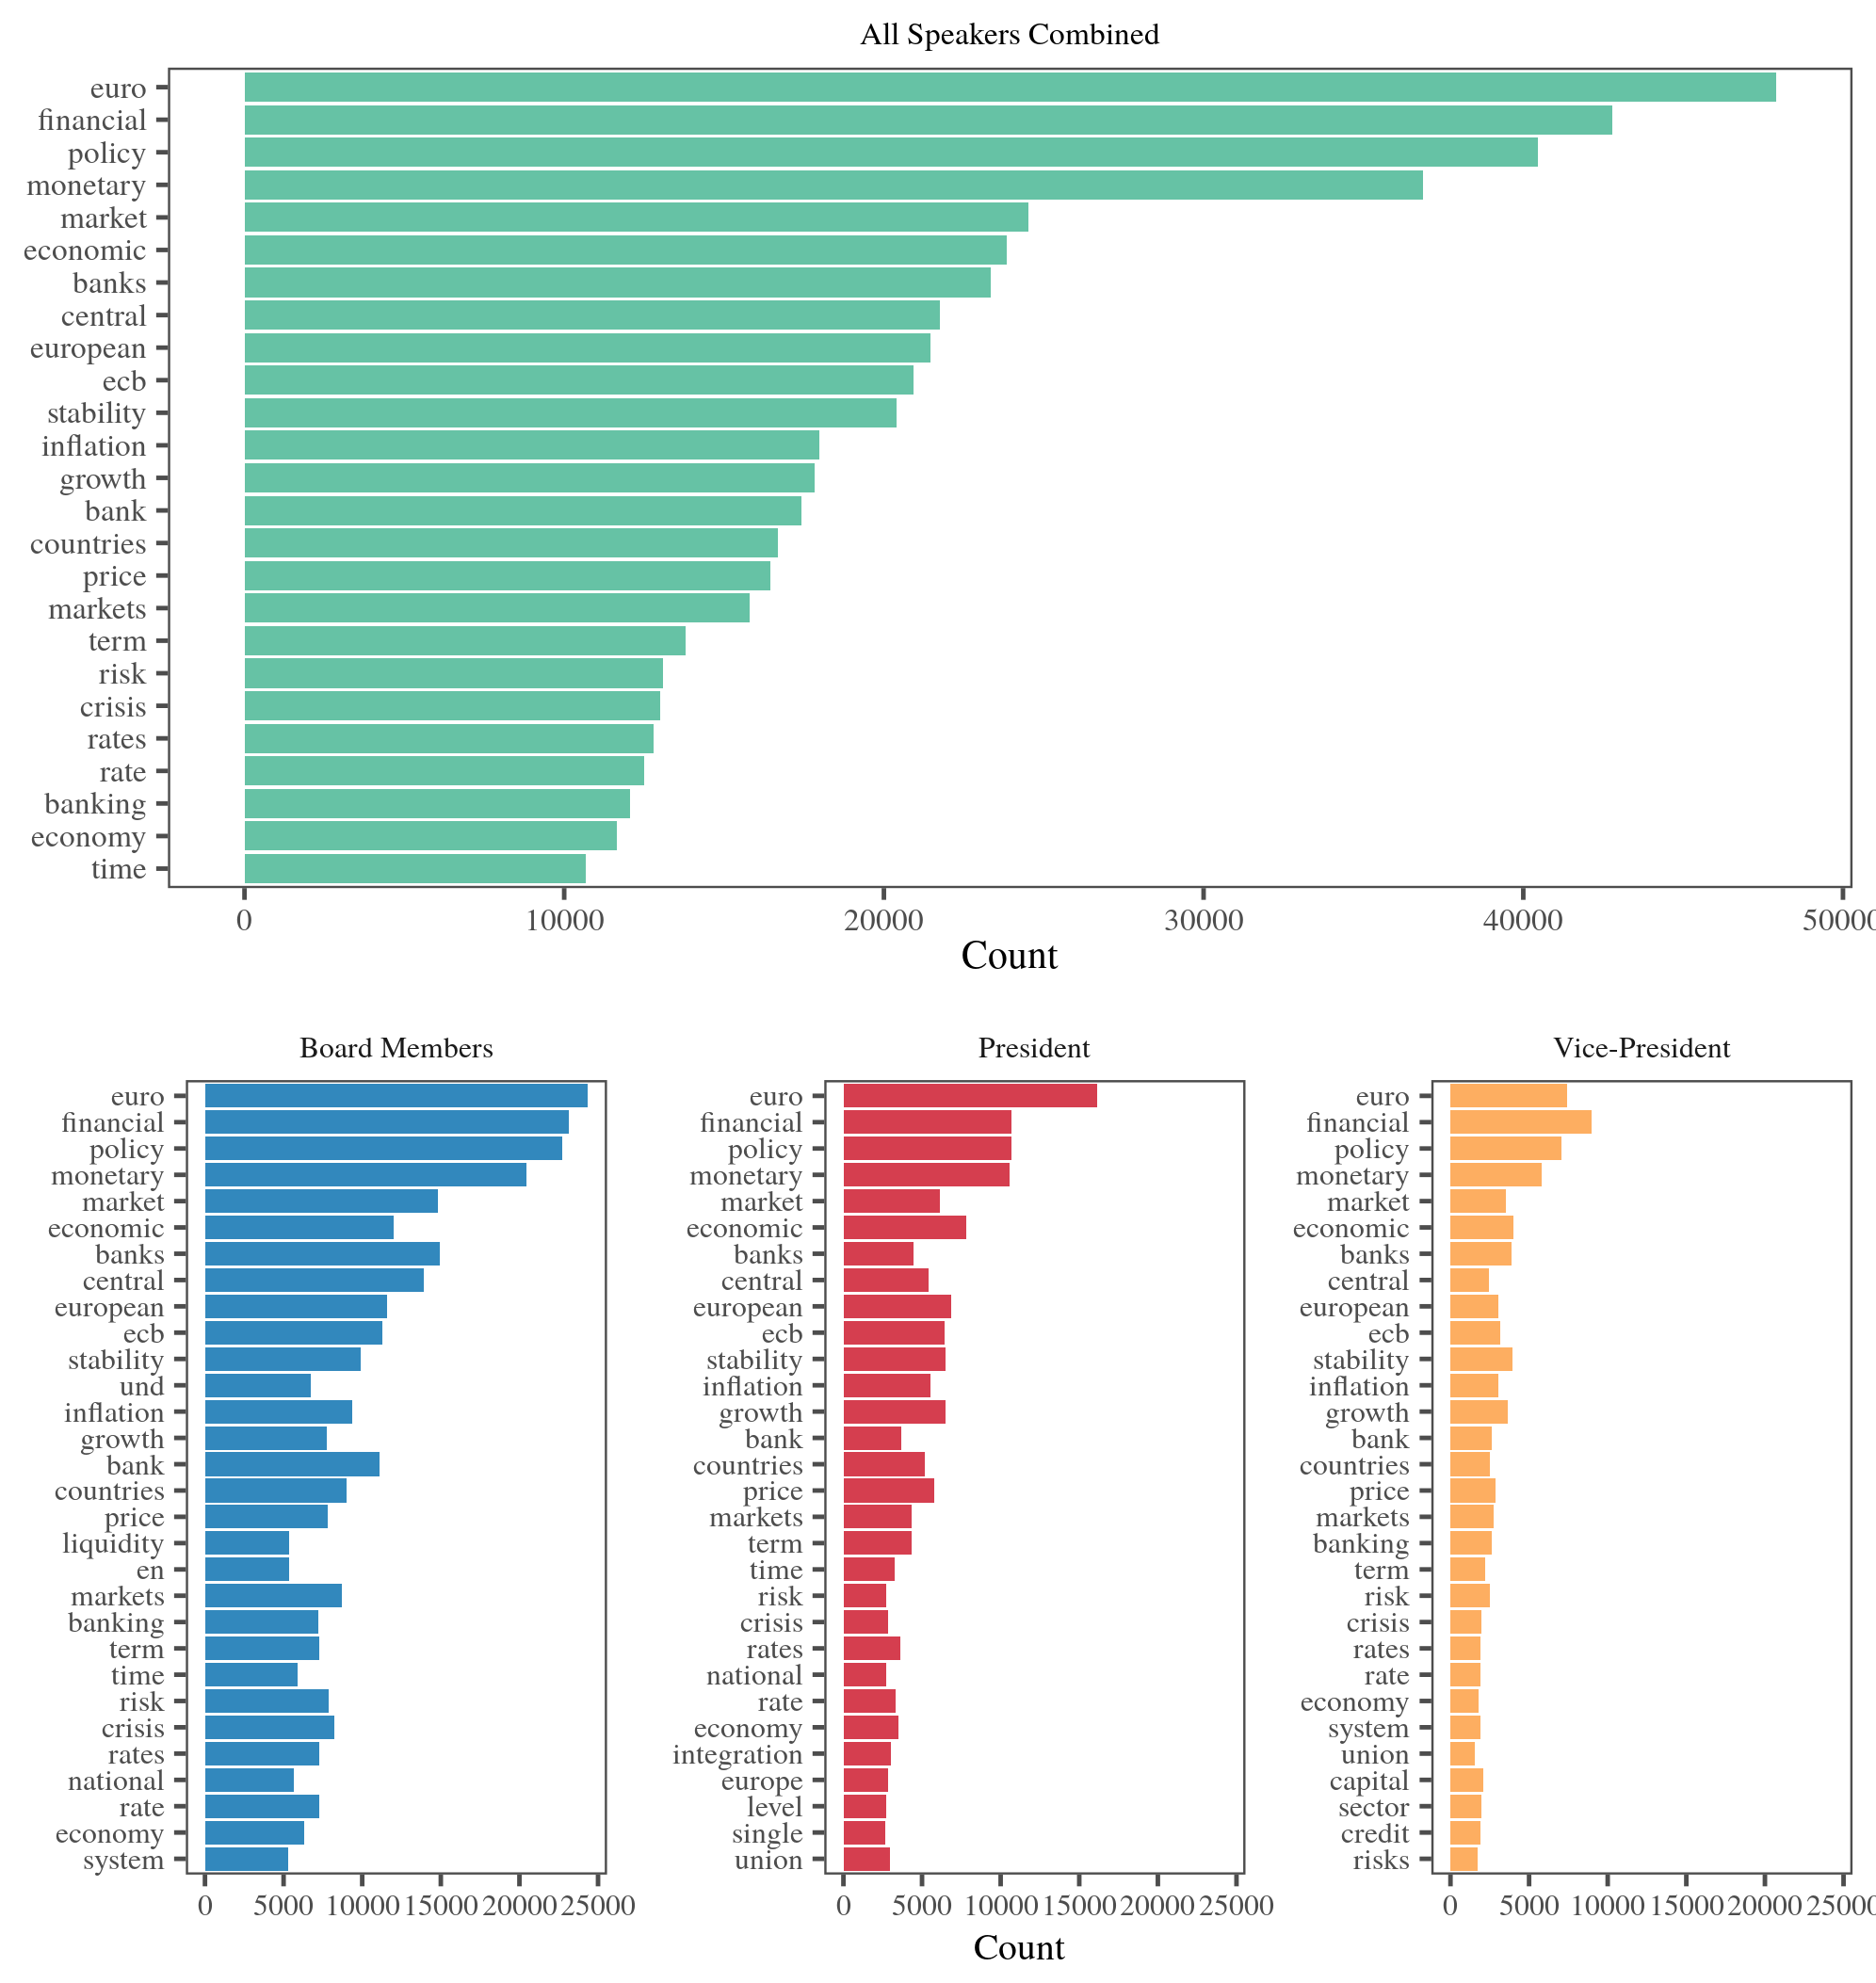 All Speakers Combined
euro
financial
policy
monetary
market
economic
banks
central
european
ecb
stability
inflation
growth
bank
countries
price
markets
term
risk
crisis
rates
rate
banking
economy
time
0 10000 20000 30000 40000 50000
Count
Board Members
euro
financial
policy
monetary
market
economic
banks
central
european
ecb
stability
und
inflation
growth
bank
countries
price
liquidity
en
markets
banking
term
time
risk
crisis
rates
national
rate
economy
system
0 5000 10000 15000 20000 25000
President
euro
financial
policy
monetary
market
economic
banks
central
european
ecb
stability
inflation
growth
bank
countries
price
markets
term
time
risk
crisis
rates
national
rate
economy
integration
europe
level
single
union
0 5000 10000 15000 20000 25000
Vice-President
euro
financial
policy
monetary
market
economic
banks
central
european
ecb
stability
inflation
growth
bank
countries
price
markets
banking
term
risk
crisis
rates
rate
economy
system
union
capital
sector
credit
risks
0 5000 10000 15000 20000 25000
Count